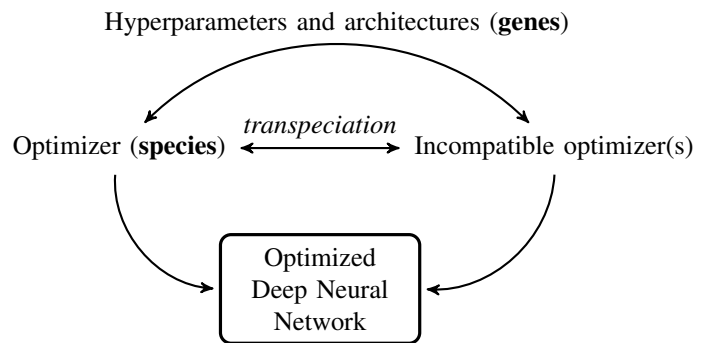 Hyperparameters and architectures (genes)
transpeciation
Optimizer (species)
Incompatible optimizer(s)
Optimized
Deep Neural
Network